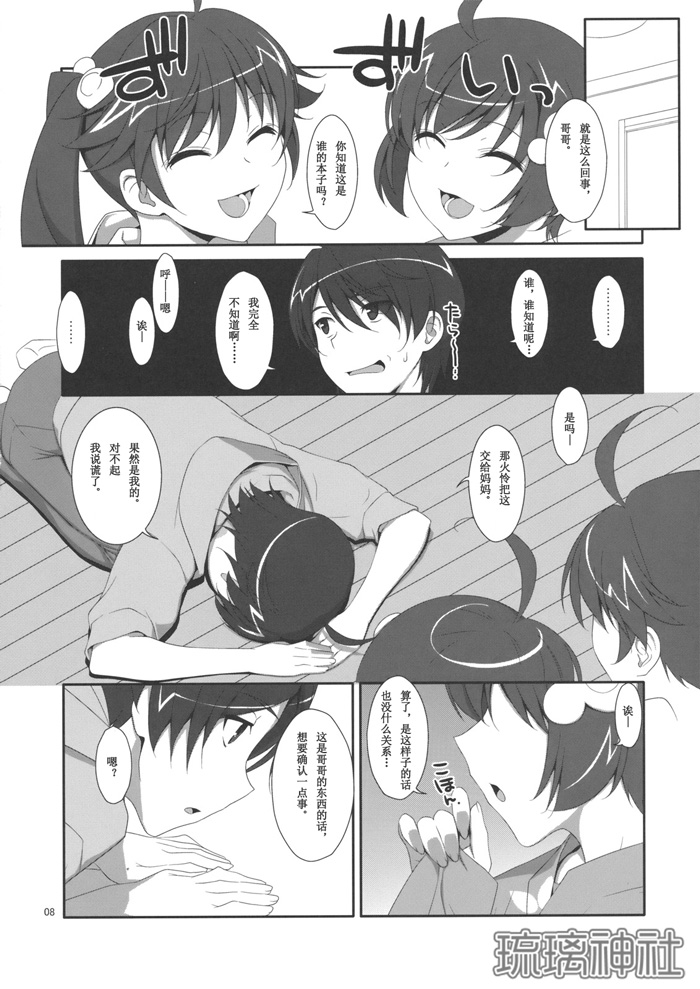 就是这么回事，
哥哥。
ずいっ
ずいっ
你知道这是
谁的本子吗？
谁，谁知道呢…
………
たらー…
我完全
不知道啊……
呼——嗯
诶—
……
是吗—
那火怜把这
交给妈妈。
果然是我的。
对不起
我说谎了。
诶—
算了，是这样子的话
也没什么关系…
こほん
这是哥哥的东西的话，
想要确认一点事。
嗯？
08
琉璃神社